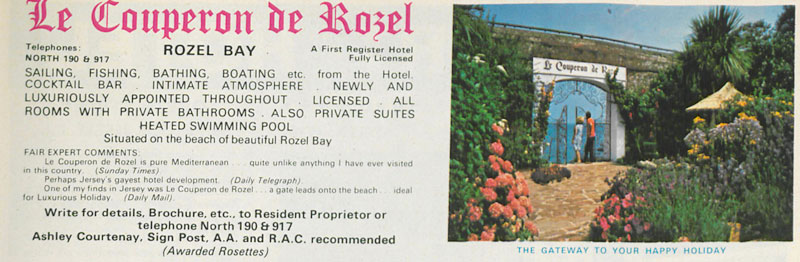 Le Couperon de Rozel
Telephones:
NORTH 190 & 917
ROZEL BAY
A First Register Hotel
Fully Licensed
SAILING, FISHING, BATHING, BOATING etc. from the Hotel.
COCKTAIL BAR . INTIMATE ATMOSPHERE . NEWLY AND
LUXURIOUSLY APPOINTED THROUGHOUT . LICENSED . ALL
ROOMS WITH PRIVATE BATHROOMS . ALSO PRIVATE SUITES
HEATED SWIMMING POOL
Situated on the beach of beautiful Rozel Bay
FAIR EXPERT COMMENTS.
Le Couperon de Rozel is pure Mediterranean . . . quite unlike anything I have ever visited
in this country. (Sunday Times).
Perhaps Jersey's gayest hotel development. (Daily Telegraph).
One of my finds in Jersey was Le Couperon de Rozel . . . a gate leads onto the beach . . ideal
for Luxurious Holiday. (Daily Mail).
Write for details, Brochure, etc., to Resident Proprietor or
telephone North 190 & 917
Ashley Courtenay, Sign Post, A.A. and R.A.C. recommended
(Awarded Rosettes)
Le Couperon de Rozel
THE GATEWAY TO YOUR HAPPY HOLIDAY